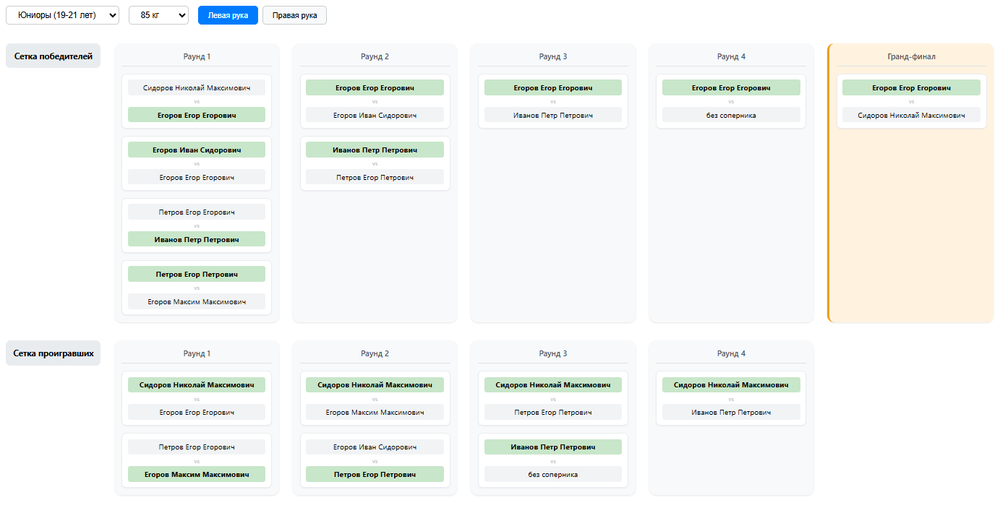 Юниоры (19-21 лет)
85 кг
Левая рука
Правая рука
Сетка победителей
Раунд 1
Сидоров Николай Максимович
vs
Егоров Егор Егорович
Егоров Иван Сидорович
vs
Егоров Егор Егорович
Петров Егор Егорович
vs
Иванов Петр Петрович
Петров Егор Петрович
vs
Егоров Максим Максимович
Раунд 2
Егоров Егор Егорович
vs
Егоров Иван Сидорович
Иванов Петр Петрович
vs
Петров Егор Петрович
Раунд 3
Егоров Егор Егорович
vs
Иванов Петр Петрович
Раунд 4
Егоров Егор Егорович
vs
без соперника
Гранд-финал
Егоров Егор Егорович
vs
Сидоров Николай Максимович
Сетка проигравших
Раунд 1
Сидоров Николай Максимович
vs
Егоров Егор Егорович
Петров Егор Егорович
vs
Егоров Максим Максимович
Раунд 2
Сидоров Николай Максимович
vs
Егоров Максим Максимович
Егоров Иван Сидорович
vs
Петров Егор Петрович
Раунд 3
Сидоров Николай Максимович
vs
Петров Егор Петрович
Иванов Петр Петрович
vs
без соперника
Раунд 4
Сидоров Николай Максимович
vs
Иванов Петр Петрович